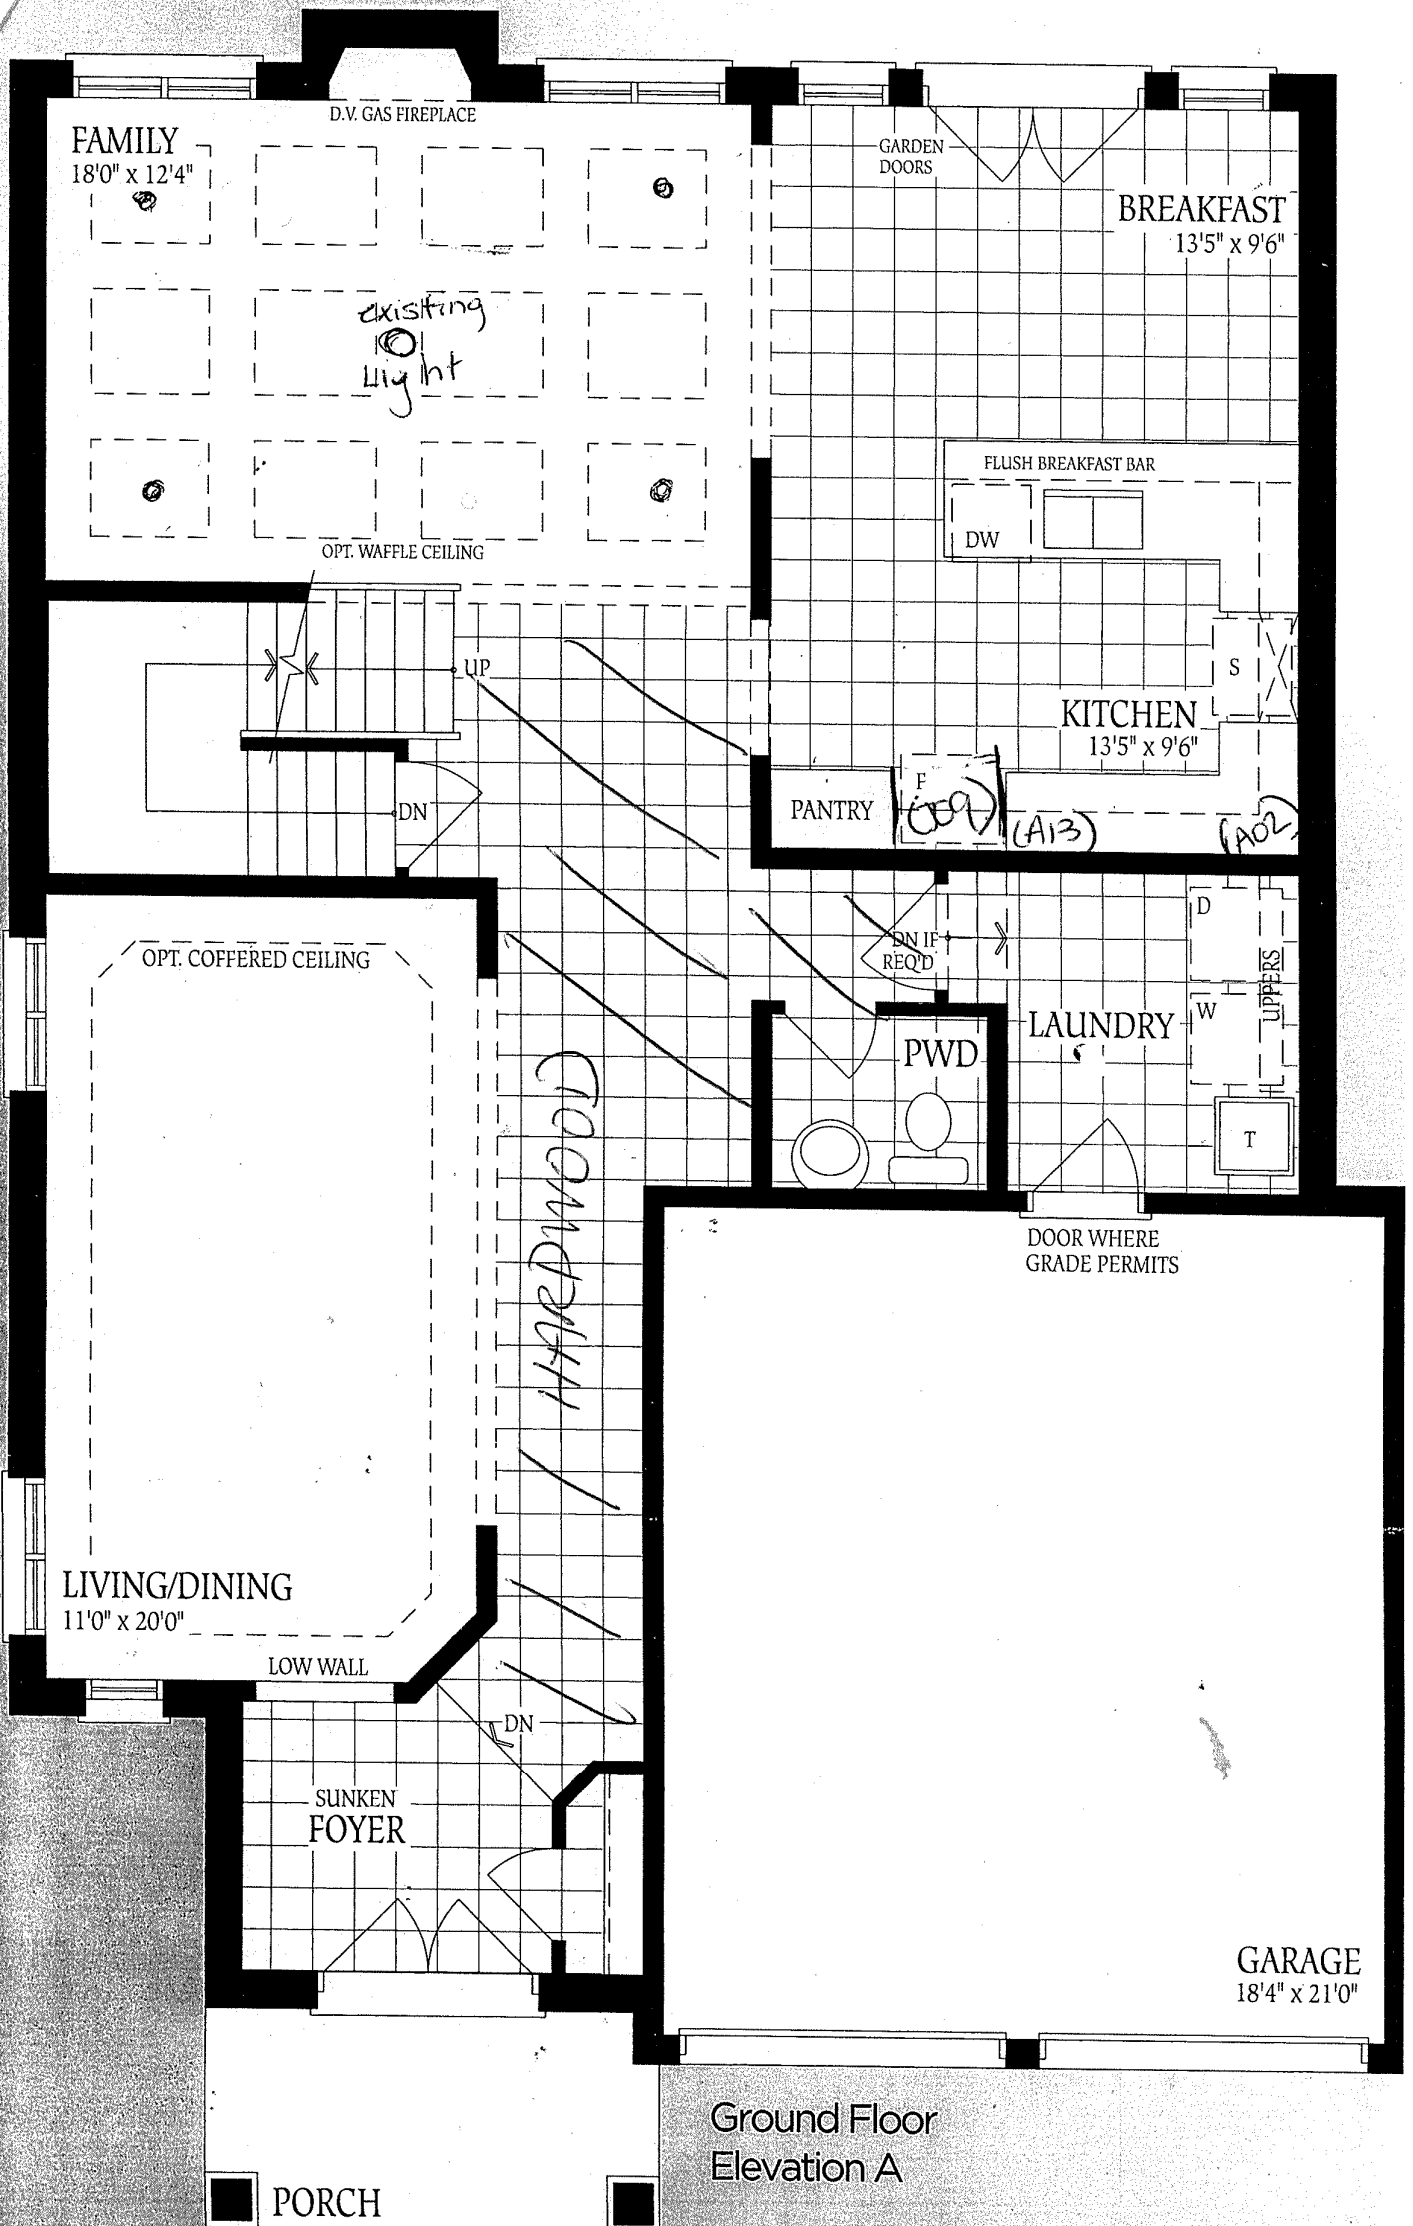 D.V. GAS FIREPLACE
FAMILY
18'0" x 12'4"
GARDEN
DOORS
BREAKFAST
13'5" x 9'6"
existing
Light
FLUSH BREAKFAST BAR
DW
OPT. WAFFLE CEILING
UP
S
KITCHEN
13'5" x 9'6"
DN
PANTRY
F
(A13)
(A02)
OPT. COFFERED CEILING
DN IF
REQ'D
D
UPPERS
W
LAUNDRY
PWD
T
HARDWOOD
DOOR WHERE
GRADE PERMITS
LIVING/DINING
11'0" x 20'0"
LOW WALL
DN
SUNKEN
FOYER
GARAGE
18'4" x 21'0"
Ground Floor
Elevation A
PORCH